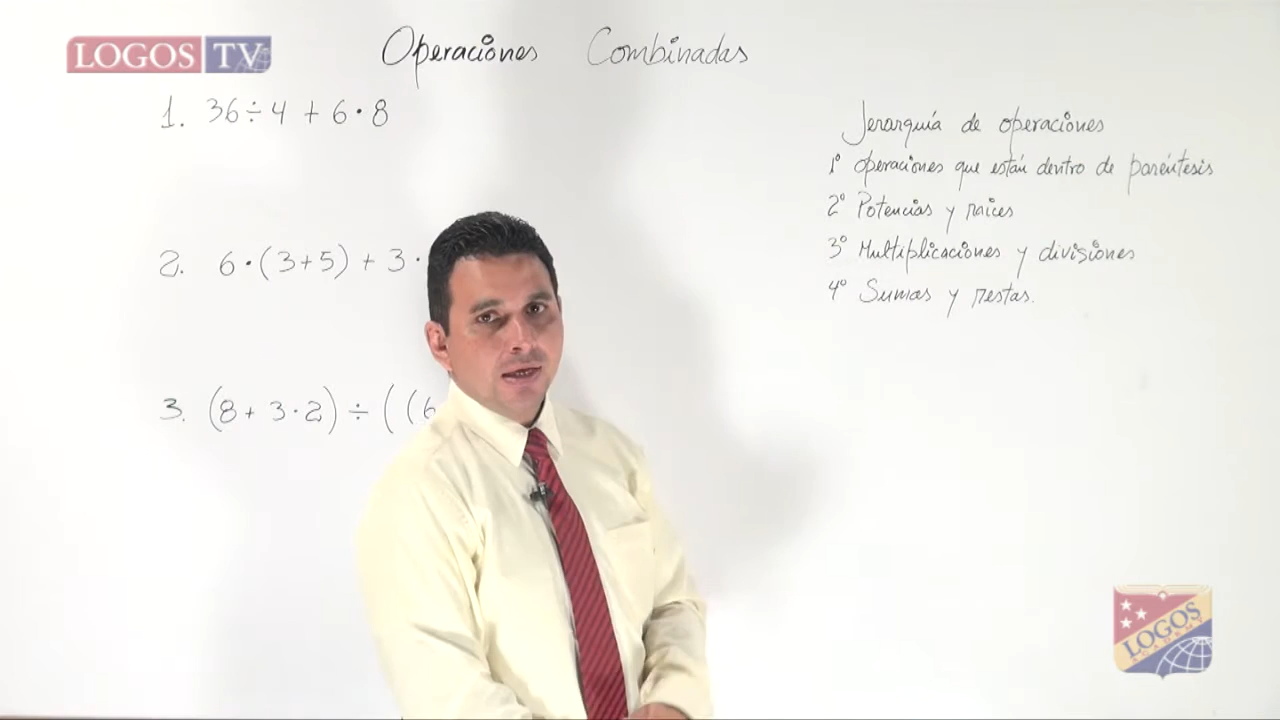 LOGOS TV
Operaciones Combinadas
1. 36 ÷ 4 + 6 · 8
2. 6 · (3 + 5) + 3 ·
3. (8 + 3 · 2) ÷ ( (6
Jerarquía de operaciones
1° Operaciones que están dentro de paréntesis
2° Potencias y raíces
3° Multiplicaciones y divisiones
4° Sumas y restas.
LOGOS
ACADEMY